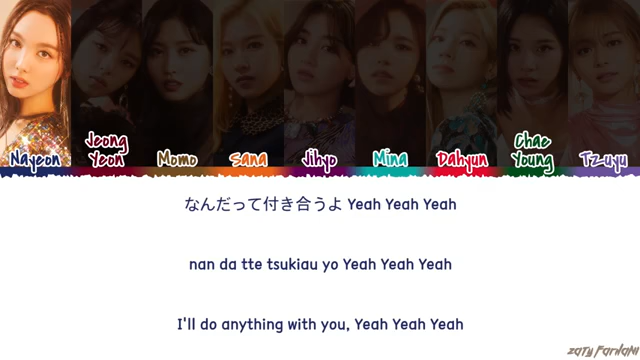 Nayeon
Jeong Yeon
Momo
Sana
Jihyo
Mina
Dahyun
Chae Young
Tzuyu
なんだって付き合うよ Yeah Yeah Yeah
nan da tte tsukiau yo Yeah Yeah Yeah
I'll do anything with you, Yeah Yeah Yeah
Zaty Farhani